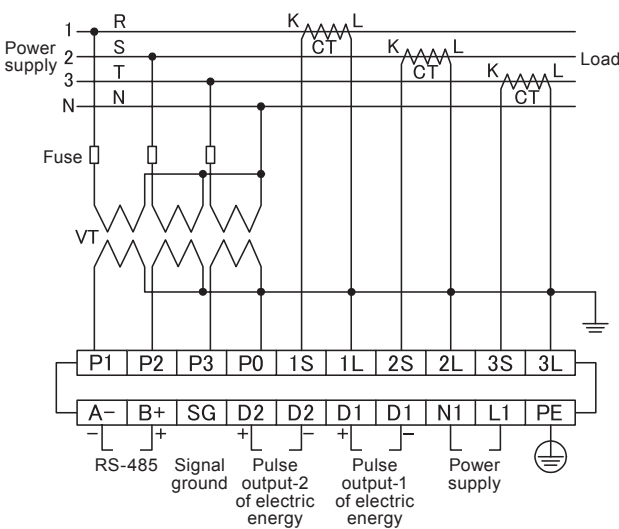 K L
1 R
CT
Power supply
2 S
K L
CT
Load
3 T
K L
CT
N N
Fuse
VT
P1 P2 P3 P0 1S 1L 2S 2L 3S 3L
A− B+ SG D2 D2 D1 D1 N1 L1 PE
− + + − + −
RS-485
Signal
ground
Pulse
output-2
of electric
energy
Pulse
output-1
of electric
energy
Power
supply